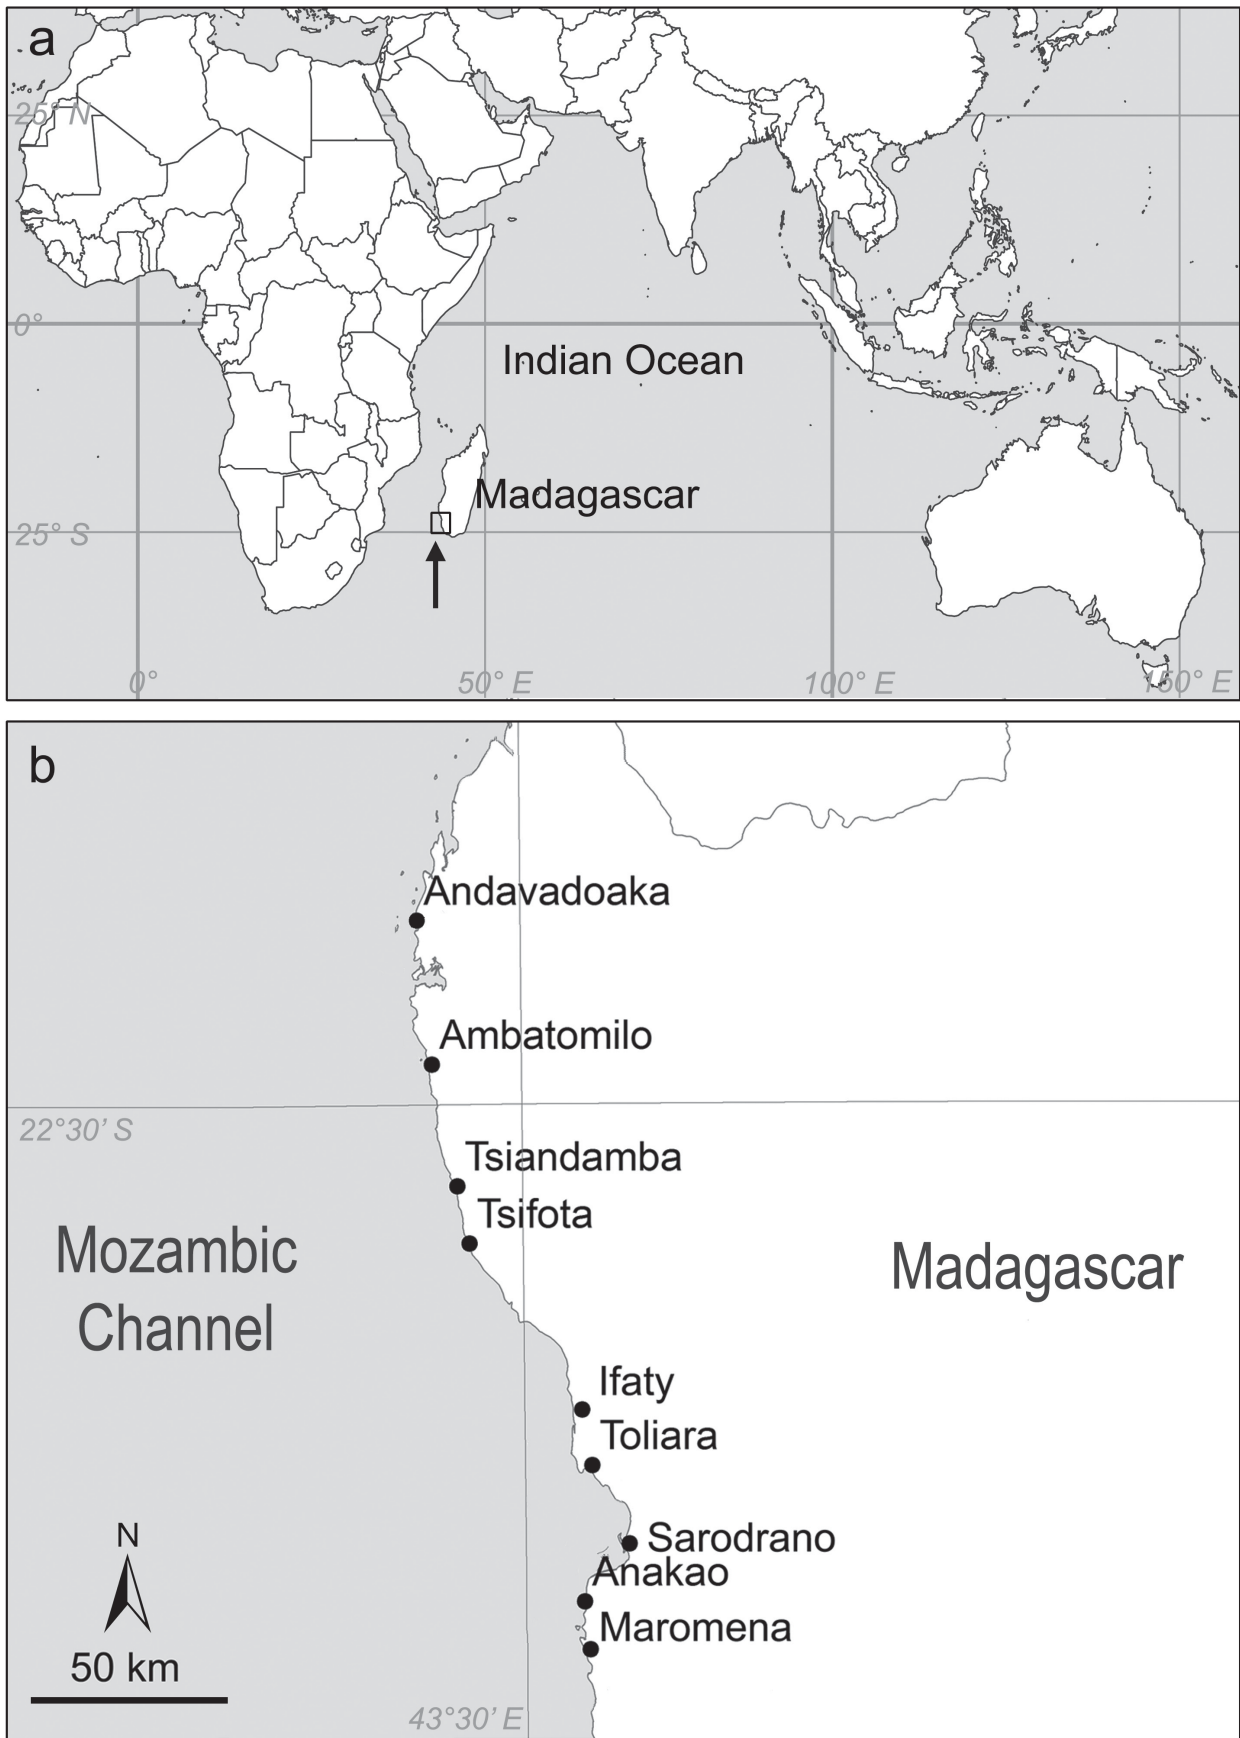 a
25° N
0°
Indian Ocean
Madagascar
25° S
0°
50° E
100° E
150° E
b
Andavadoaka
Ambatomilo
22°30’ S
Tsiandamba
Tsifota
Mozambic
Channel
Madagascar
Ifaty
Toliara
N
Sarodrano
Anakao
Maromena
50 km
43°30’ E